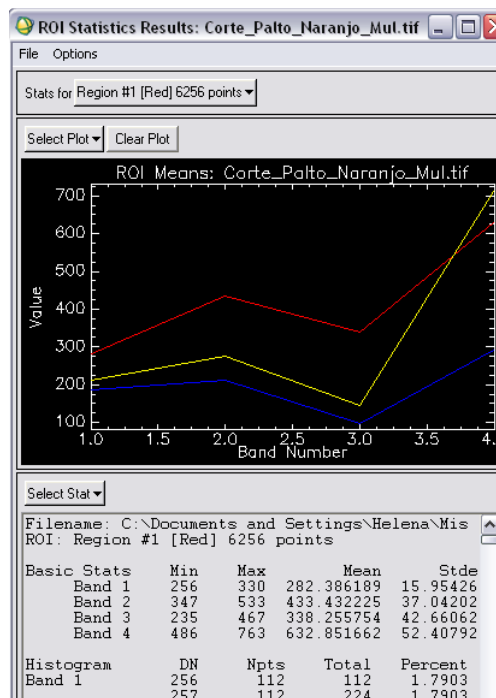 ROI Statistics Results: Corte_Palto_Naranjo_Mul.tif
File Options
Stats for Region #1 [Red] 6256 points
Select Plot Clear Plot
ROI Means: Corte_Palto_Naranjo_Mul.tif
700
600
500
400
300
200
100
Value
1.0 1.5 2.0 2.5 3.0 3.5 4.
Band Number
Select Stat
Filename: C:\Documents and Settings\Helena\Mis
ROI: Region #1 [Red] 6256 points
Basic Stats Min Max Mean Stde
Band 1 256 330 282.386189 15.95426
Band 2 347 533 433.432225 37.04202
Band 3 235 467 338.255754 42.66062
Band 4 486 763 632.851662 52.40792
Histogram DN Npts Total Percent
Band 1 256 112 112 1.7903
257 112 224 1.7903